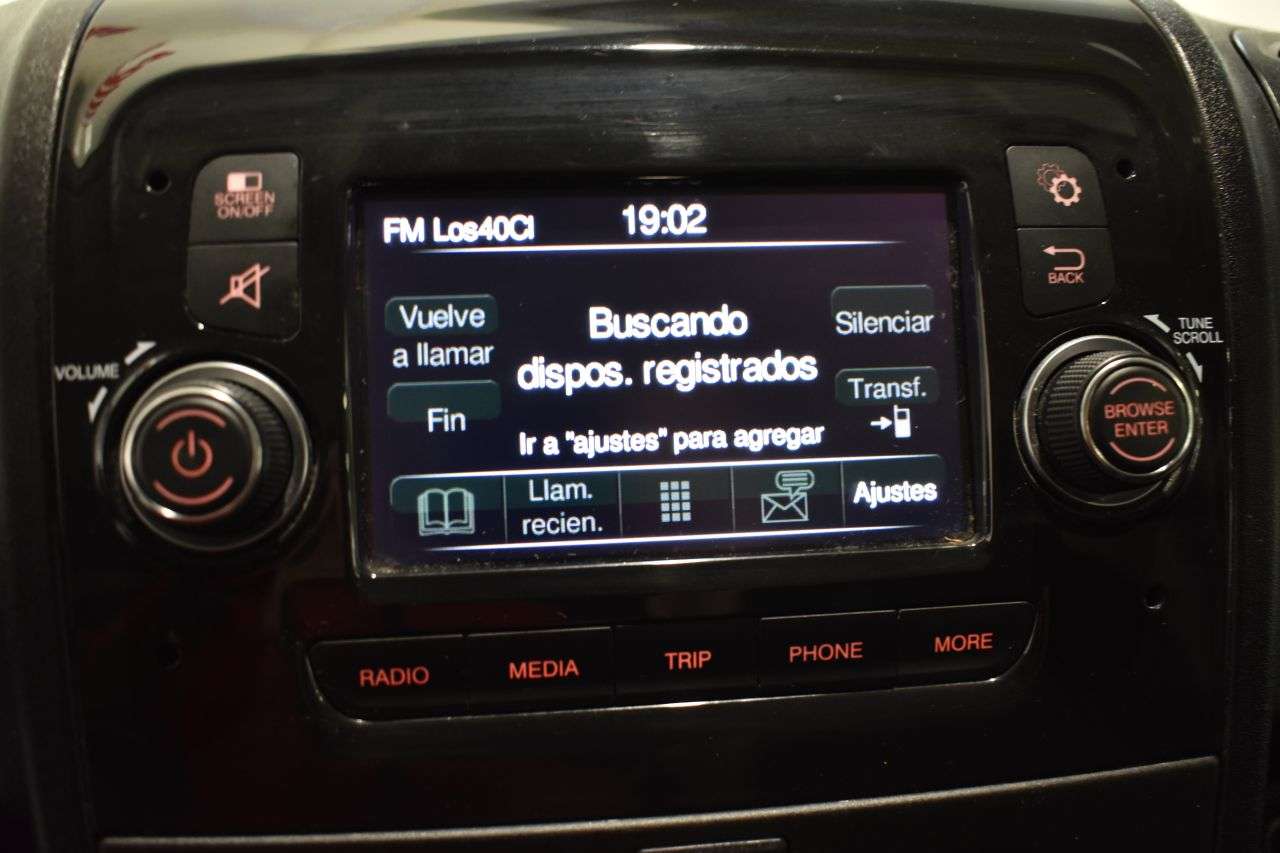 SCREEN
ON/OFF
VOLUME
FM Los40Cl
19:02
Vuelve
a llamar
Fin
Buscando
dispos. registrados
Ir a "ajustes" para agregar
Silenciar
Transf.
Llam.
recien.
Ajustes
BACK
TUNE
SCROLL
BROWSE
ENTER
RADIO
MEDIA
TRIP
PHONE
MORE